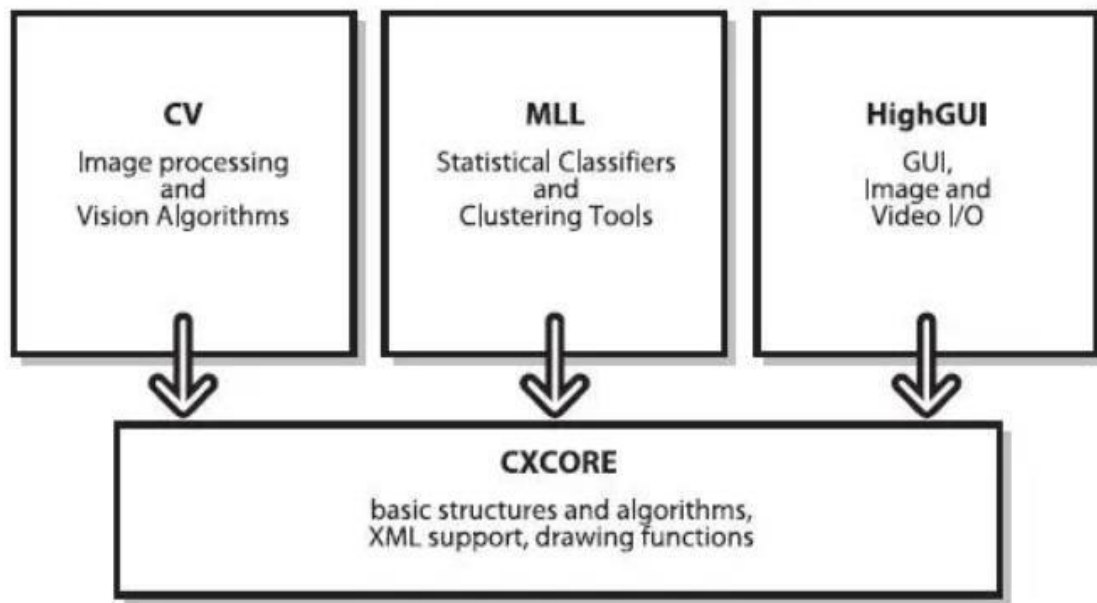 CV
Image processing
and
Vision Algorithms
MLL
Statistical Classifiers
and
Clustering Tools
HighGUI
GUI,
Image and
Video I/O
CXCORE
basic structures and algorithms,
XML support, drawing functions